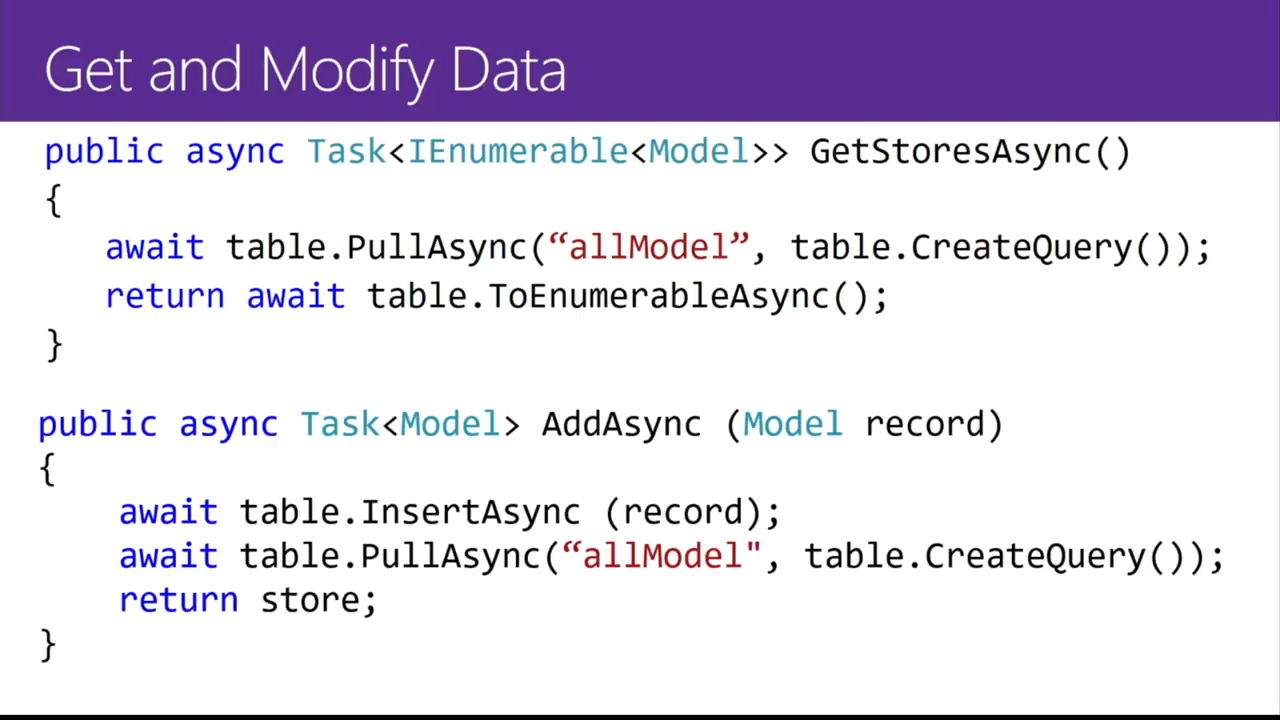 Get and Modify Data
public async Task<IEnumerable<Model>> GetStoresAsync()
{
await table.PullAsync(“allModel”, table.CreateQuery());
return await table.ToEnumerableAsync();
}
public async Task<Model> AddAsync (Model record)
{
await table.InsertAsync (record);
await table.PullAsync(“allModel", table.CreateQuery());
return store;
}